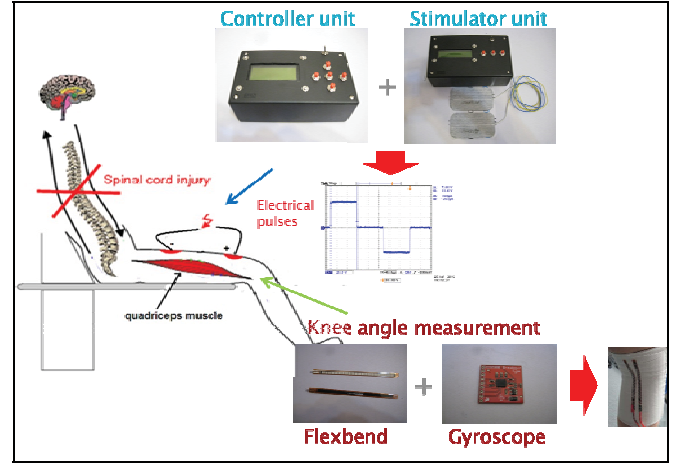 Controller unit
Stimulator unit
+
Spinal cord injury
Electrical
pulses
-
+
quadriceps muscle
Knee angle measurement
+
Flexbend
Gyroscope